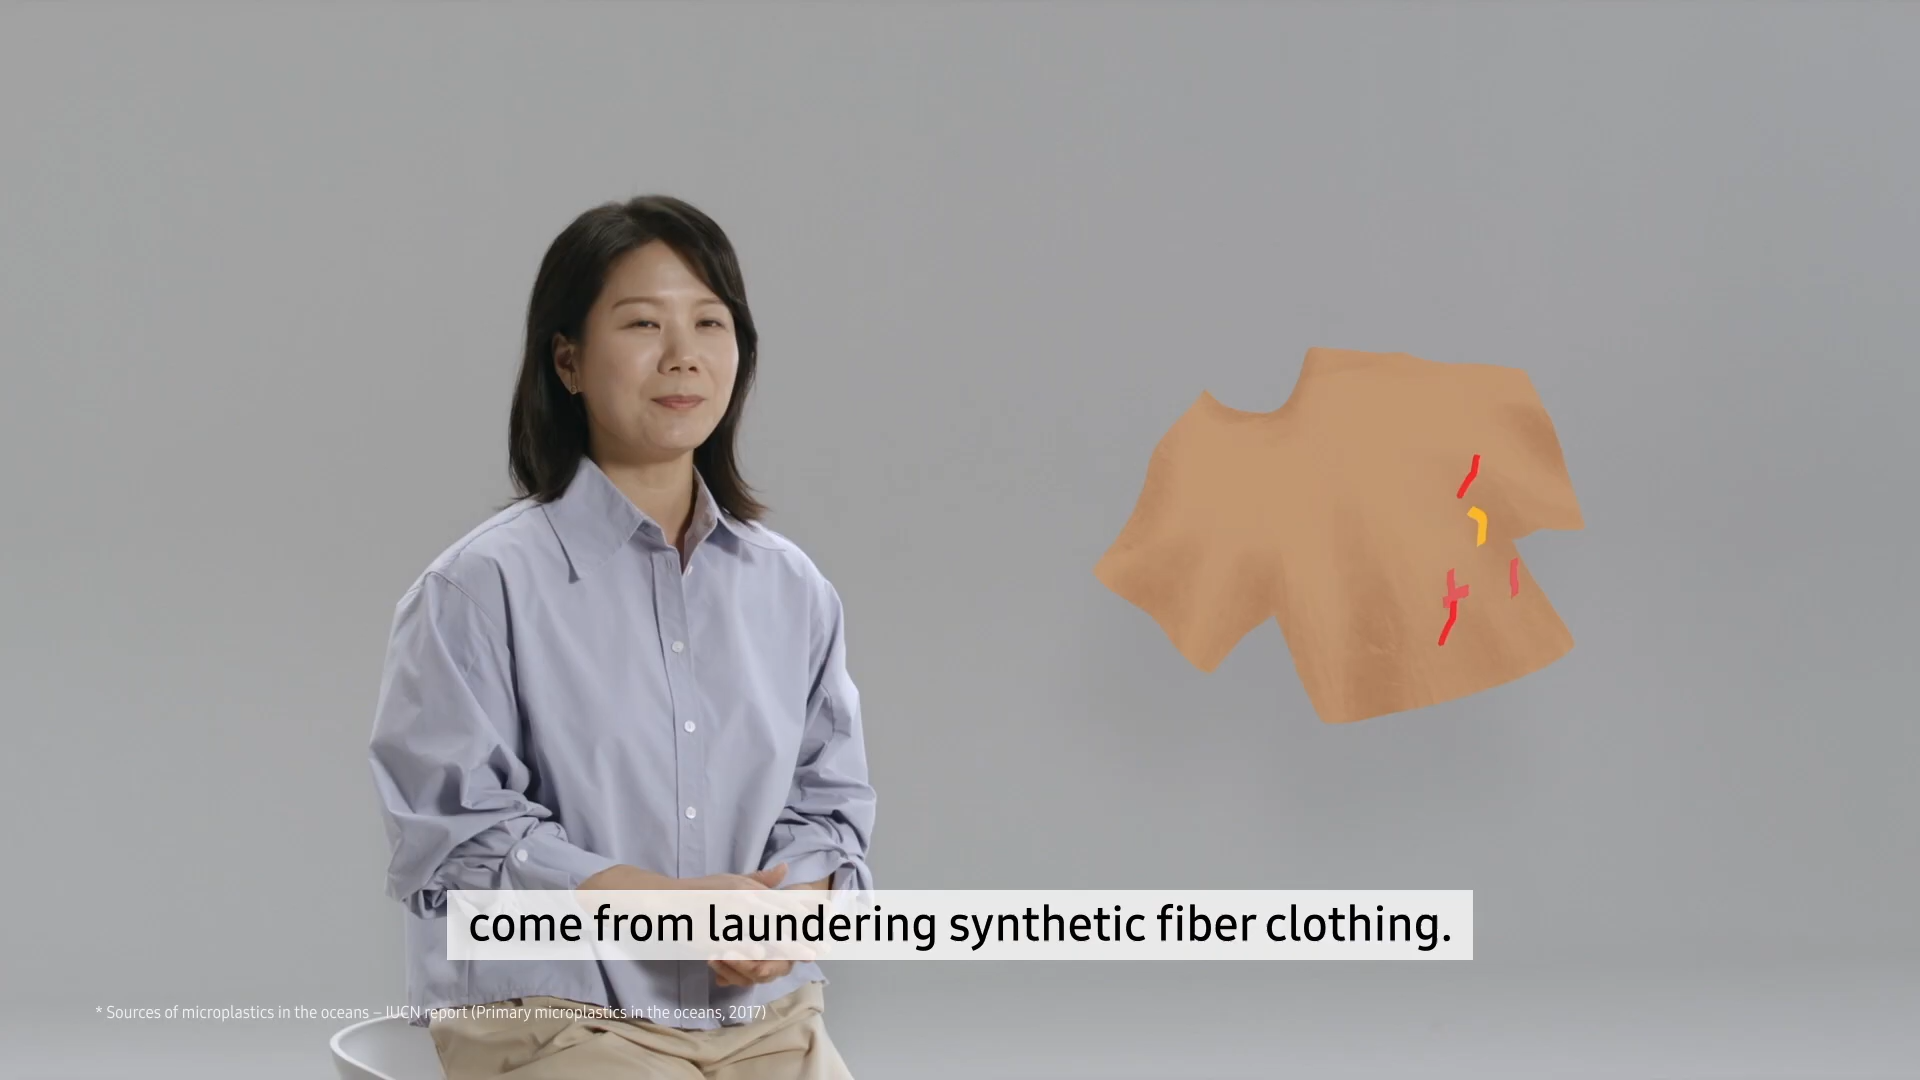 come from laundering synthetic fiber clothing.
* Sources of microplastics in the oceans – IUCN report (Primary microplastics in the oceans, 2017)